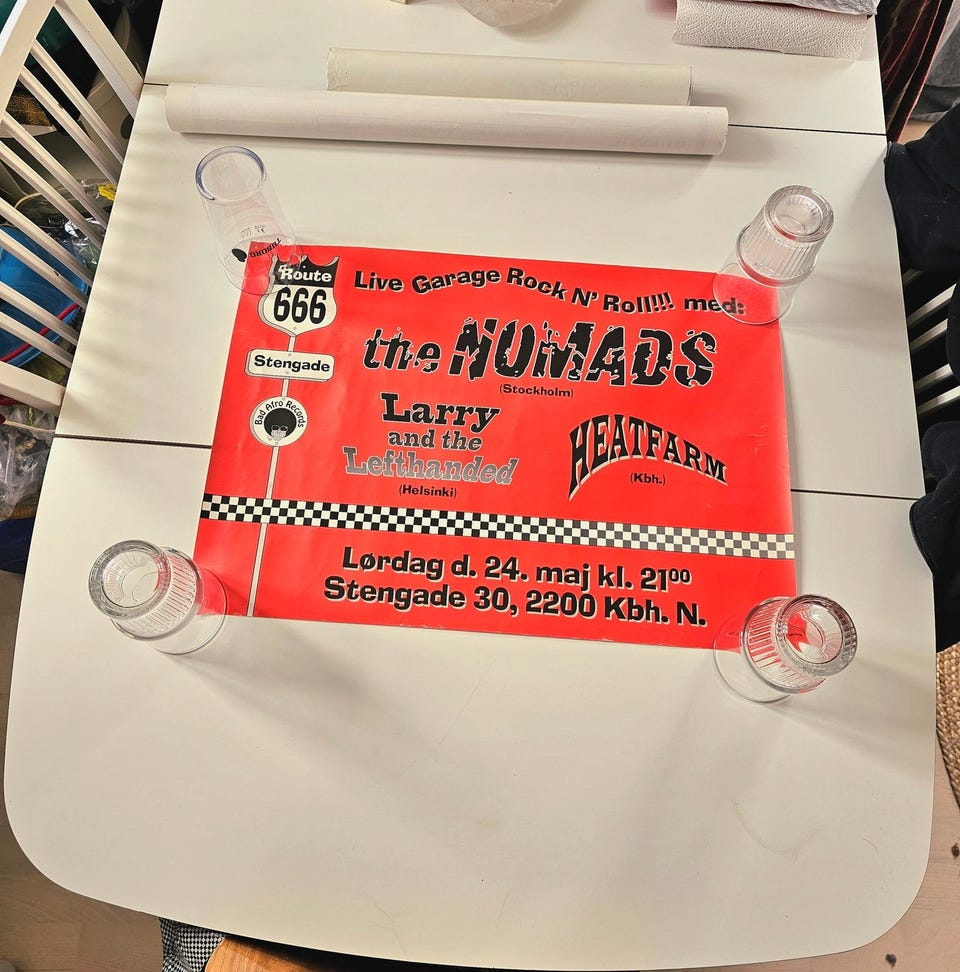 Route
666
Stengade
Bad Afro Records
Live Garage Rock N' Roll!!! med:
the NOMADS
(Stockholm)
Larry
and the
Lefthanded
(Helsinki)
HEATFARM
(Kbh.)
Lørdag d. 24. maj kl. 21⁰⁰
Stengade 30, 2200 Kbh. N.
TUBORG